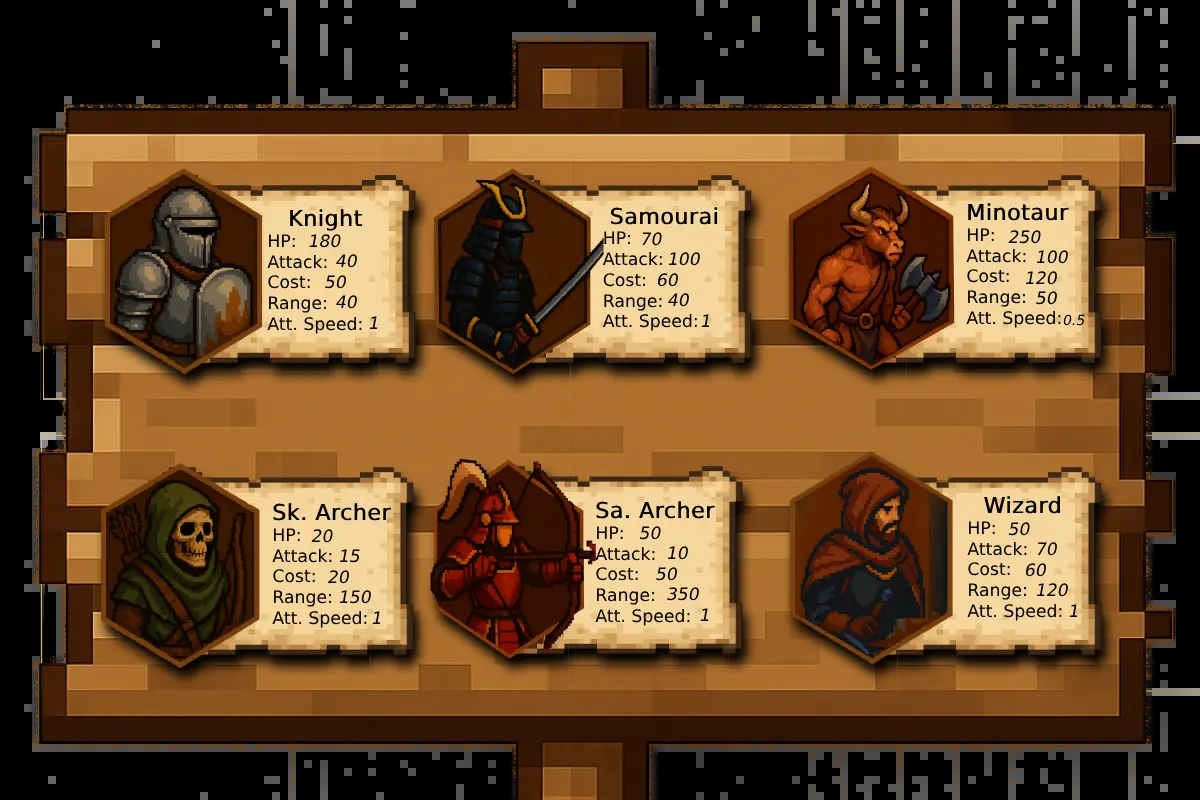 Knight
HP: 180
Attack: 40
Cost: 50
Range: 40
Att. Speed: 1
Samourai
HP: 70
Attack: 100
Cost: 60
Range: 40
Att. Speed: 1
Minotaur
HP: 250
Attack: 100
Cost: 120
Range: 50
Att. Speed: 0.5
Sk. Archer
HP: 20
Attack: 15
Cost: 20
Range: 150
Att. Speed: 1
Sa. Archer
HP: 50
Attack: 10
Cost: 50
Range: 350
Att. Speed: 1
Wizard
HP: 50
Attack: 70
Cost: 60
Range: 120
Att. Speed: 1